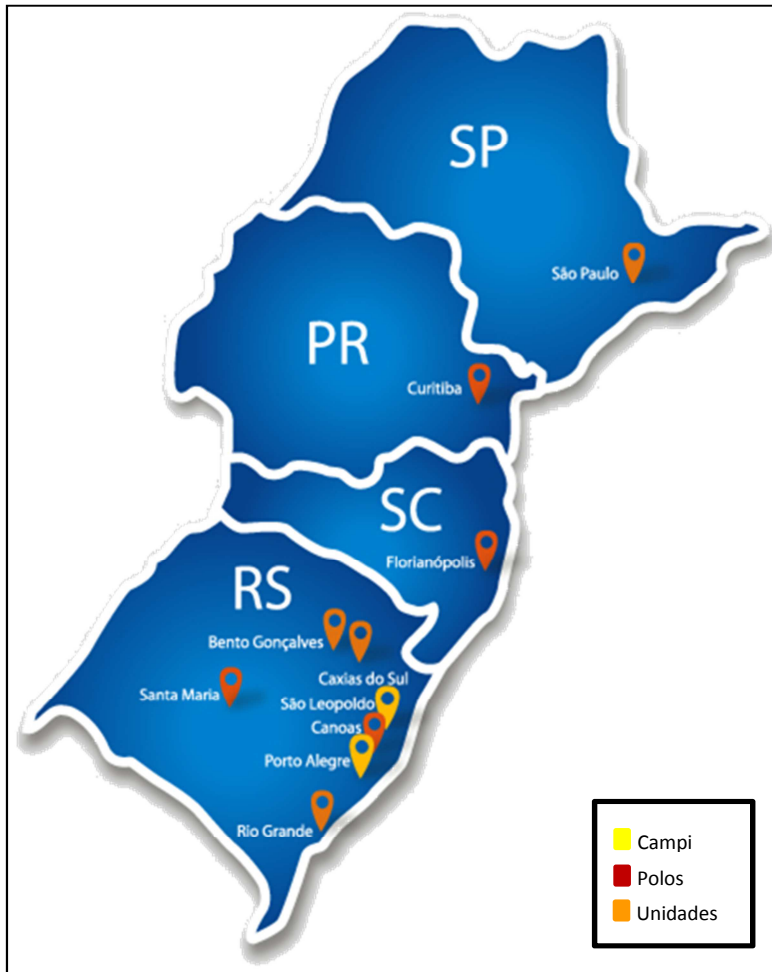 SP
São Paulo
PR
Curitiba
SC
Florianópolis
RS
Bento Gonçalves
Caxias do Sul
Santa Maria
São Leopoldo
Canoas
Porto Alegre
Rio Grande
Campi
Polos
Unidades